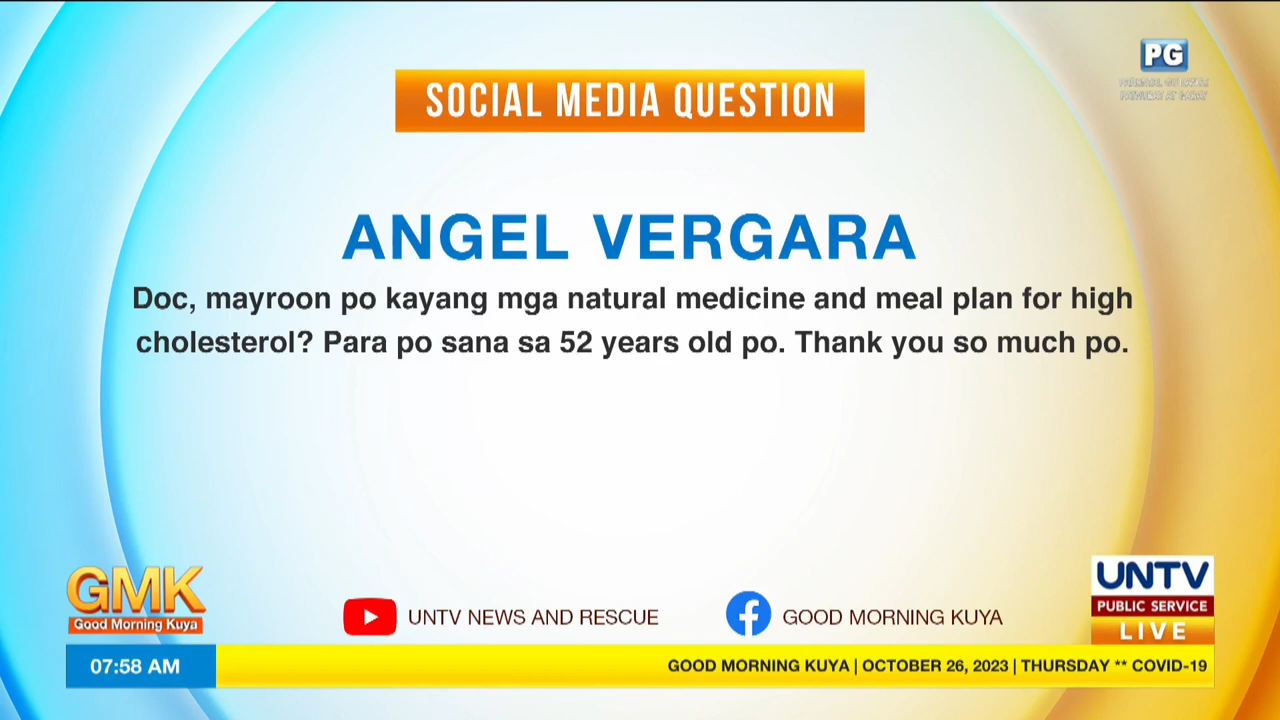 PG
SOCIAL MEDIA QUESTION
ANGEL VERGARA
Doc, mayroon po kayang mga natural medicine and meal plan for high
cholesterol? Para po sana sa 52 years old po. Thank you so much po.
GMK
Good Morning Kuya
UNTV NEWS AND RESCUE
GOOD MORNING KUYA
UNTV
PUBLIC SERVICE
LIVE
07:58 AM
GOOD MORNING KUYA | OCTOBER 26, 2023 | THURSDAY ** COVID-19